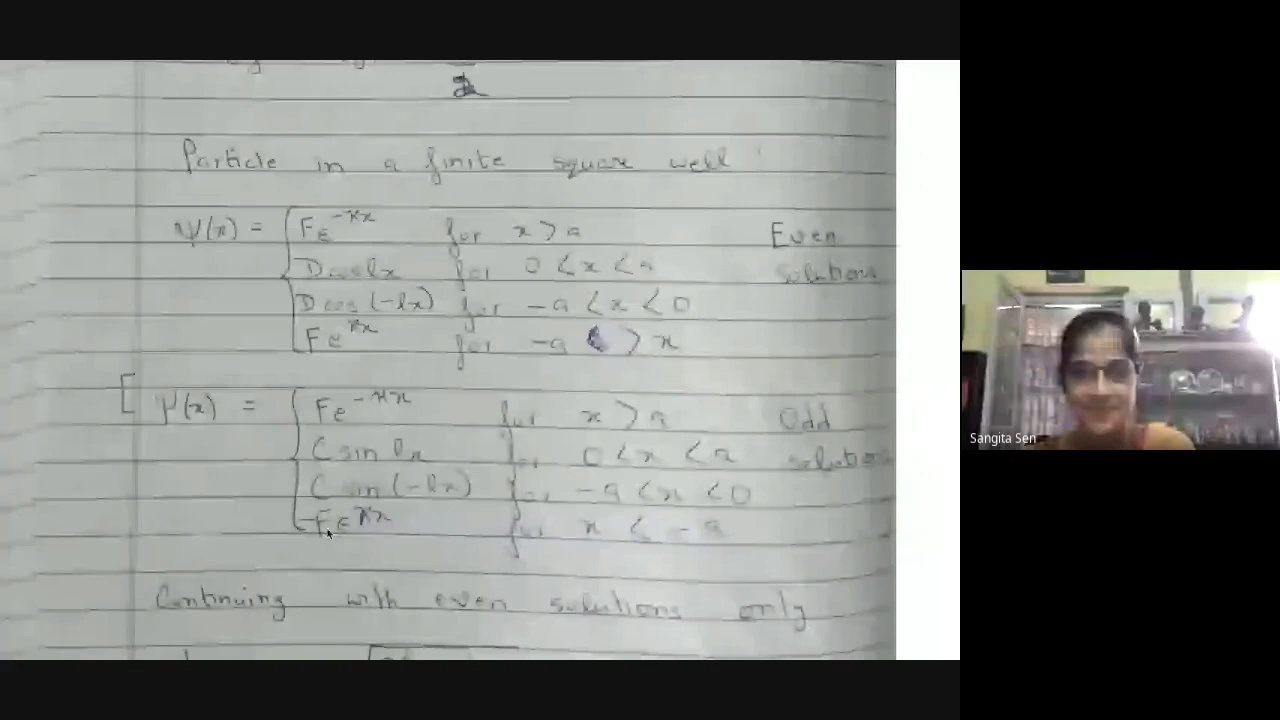 2
Particle in a finite square well
ψ(x) = { Fe^{-κx} for x > a Even
D cos lx for 0 < x < a solutions
D cos (-lx) for -a < x < 0
Fe^{κx} for -a > x
[ ψ(x) = { Fe^{-κx} for x > a Odd
C sin lx for 0 < x < a solutions
C sin (-lx) for -a < x < 0
-Fe^{κx} for x < -a
Continuing with even solutions only
Sangita Sen